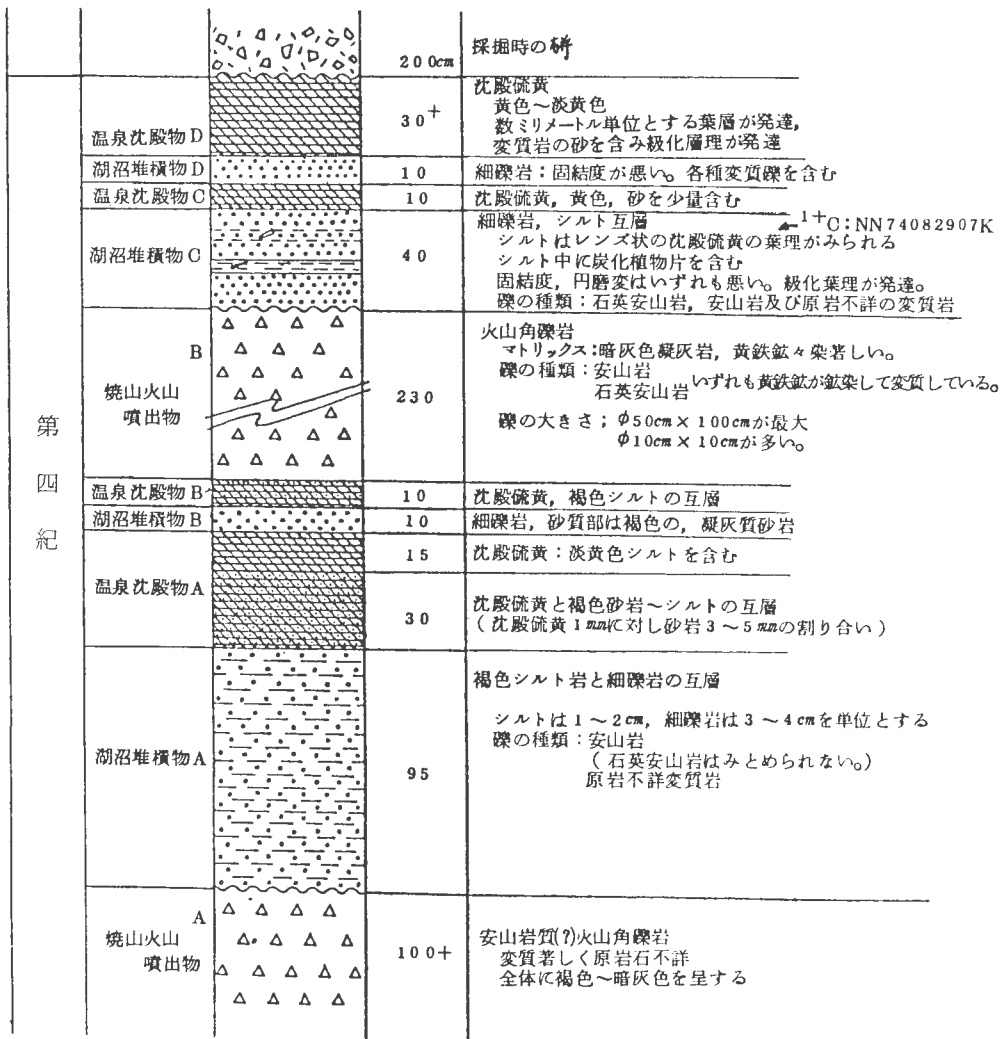 200cm
採掘時の研
第四紀
温泉沈殿物D
30+
沈殿硫黄
黄色～淡黄色
数ミリメートル単位とする葉層が発達，
変質岩の砂を含み級化層理が発達
湖沼堆積物D
10
細礫岩：固結度が悪い。各種変質礫を含む
温泉沈殿物C
10
沈殿硫黄，黄色，砂を少量含む
湖沼堆積物C
40
細礫岩，シルト互層
1+C:NN74082907K
シルトはレンズ状の沈殿硫黄の葉理がみられる
シルト中に炭化植物片を含む
固結度，円磨変はいずれも悪い。級化葉理が発達。
礫の種類：石英安山岩，安山岩及び原岩不詳の変質岩
B
焼山火山
噴出物
230
火山角礫岩
マトリックス：暗灰色凝灰岩，黄鉄鉱々染著しい。
礫の種類：安山岩
石英安山岩
いずれも黄鉄鉱が鉱染して変質している。
礫の大きさ；φ50cm×100cmが最大
φ10cm×10cmが多い。
温泉沈殿物B
10
沈殿硫黄，褐色シルトの互層
湖沼堆積物B
10
細礫岩，砂質部は褐色の，凝灰質砂岩
温泉沈殿物A
15
沈殿硫黄：淡黄色シルトを含む
30
沈殿硫黄と褐色砂岩～シルトの互層
（沈殿硫黄1mmに対し砂岩3～5mmの割り合い）
湖沼堆積物A
95
褐色シルト岩と細礫岩の互層
シルトは1～2cm，細礫岩は3～4cmを単位とする
礫の種類：安山岩
（石英安山岩はみとめられない。）
原岩不詳変質岩
A
焼山火山
噴出物
100+
安山岩質(?)火山角礫岩
変質著しく原岩石不詳
全体に褐色～暗灰色を呈する